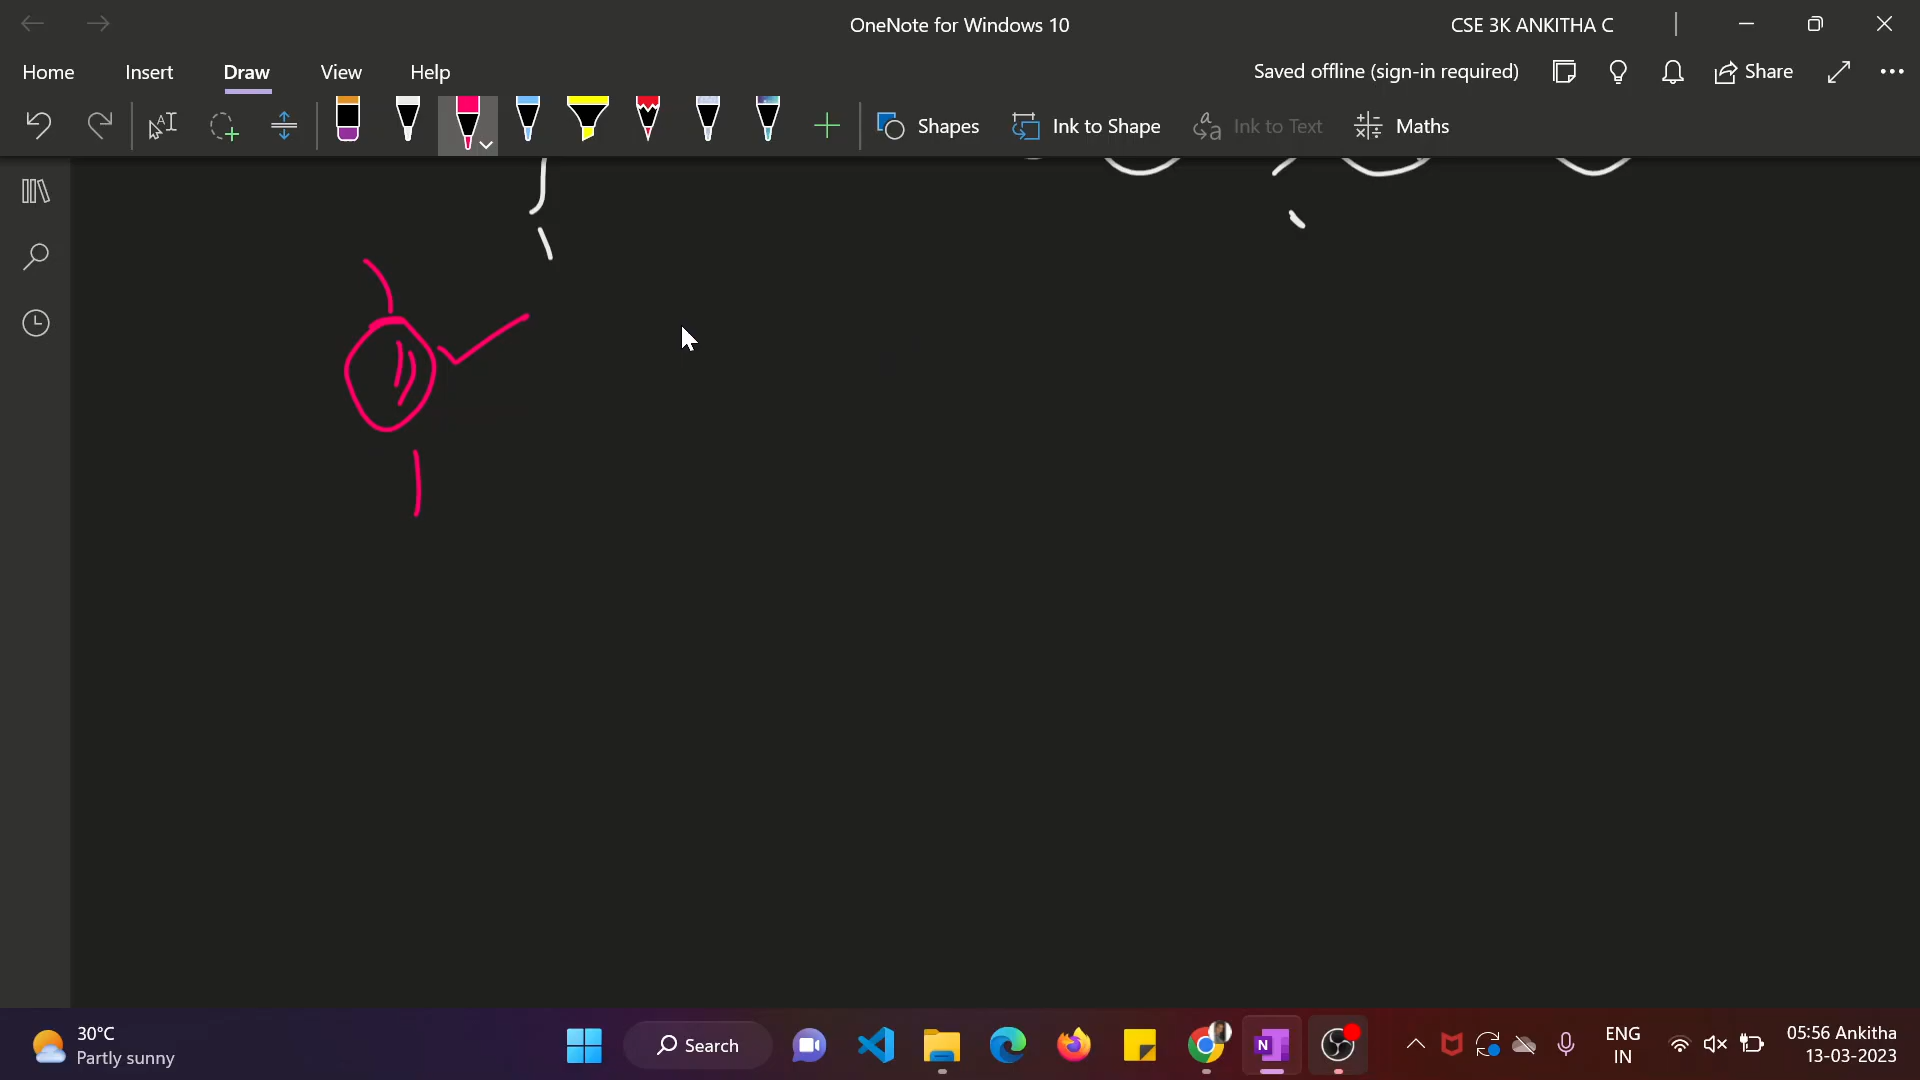 OneNote for Windows 10
CSE 3K ANKITHA C
Home Insert Draw View Help
Saved offline (sign-in required) Share
Shapes Ink to Shape Ink to Text Maths
30°C
Partly sunny
Search
ENG
IN
05:56 Ankitha
13-03-2023